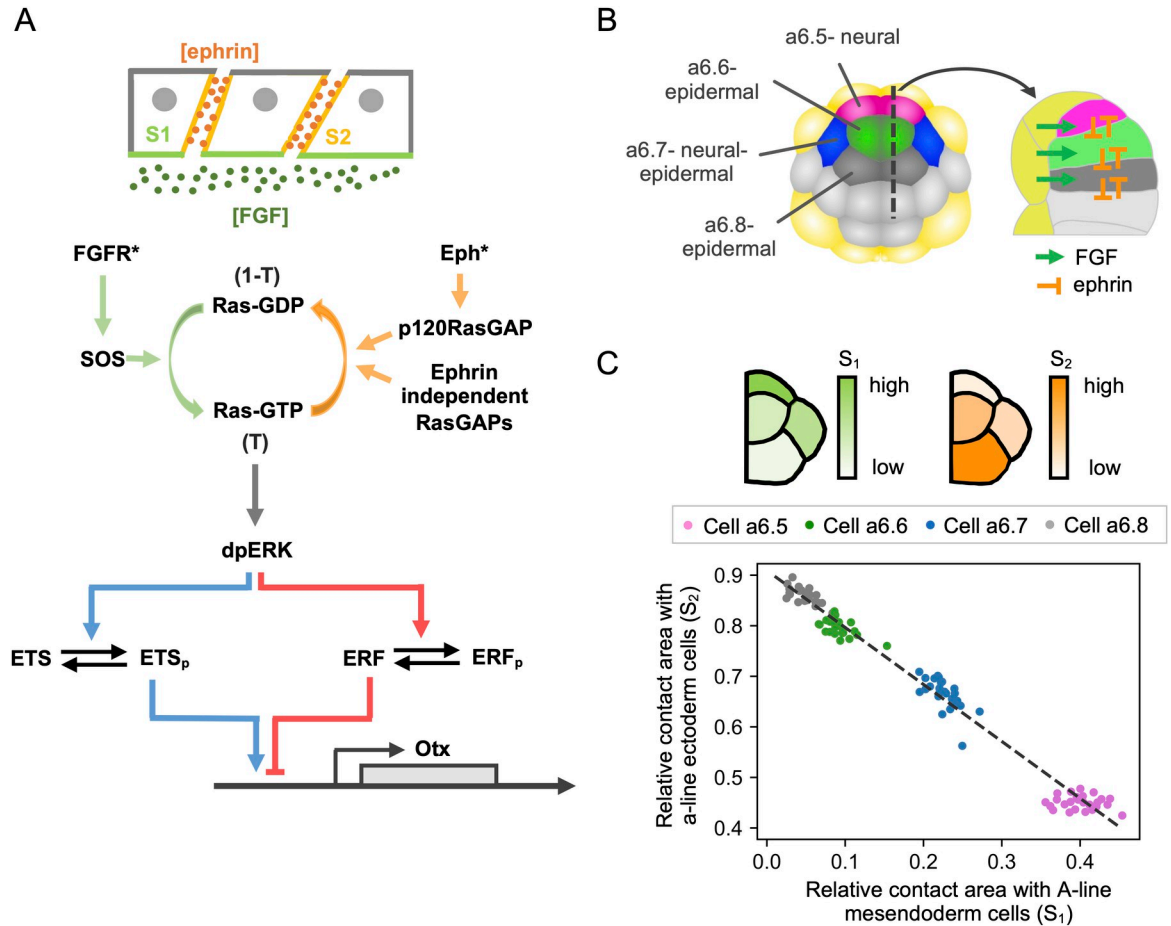 A
[ephrin]
S1
S2
[FGF]
FGFR*
Eph*
(1-T)
Ras-GDP
p120RasGAP
SOS
Ephrin
independent
RasGAPs
Ras-GTP
(T)
dpERK
ETS
ETSp
ERF
ERFp
Otx
B
a6.5- neural
a6.6-
epidermal
a6.7- neural-
epidermal
a6.8-
epidermal
FGF
ephrin
C
S1
high
low
S2
high
low
Cell a6.5
Cell a6.6
Cell a6.7
Cell a6.8
Relative contact area with
a-line ectoderm cells (S2)
0.9
0.8
0.7
0.6
0.5
0.4
0.0
0.1
0.2
0.3
0.4
Relative contact area with A-line
mesendoderm cells (S1)